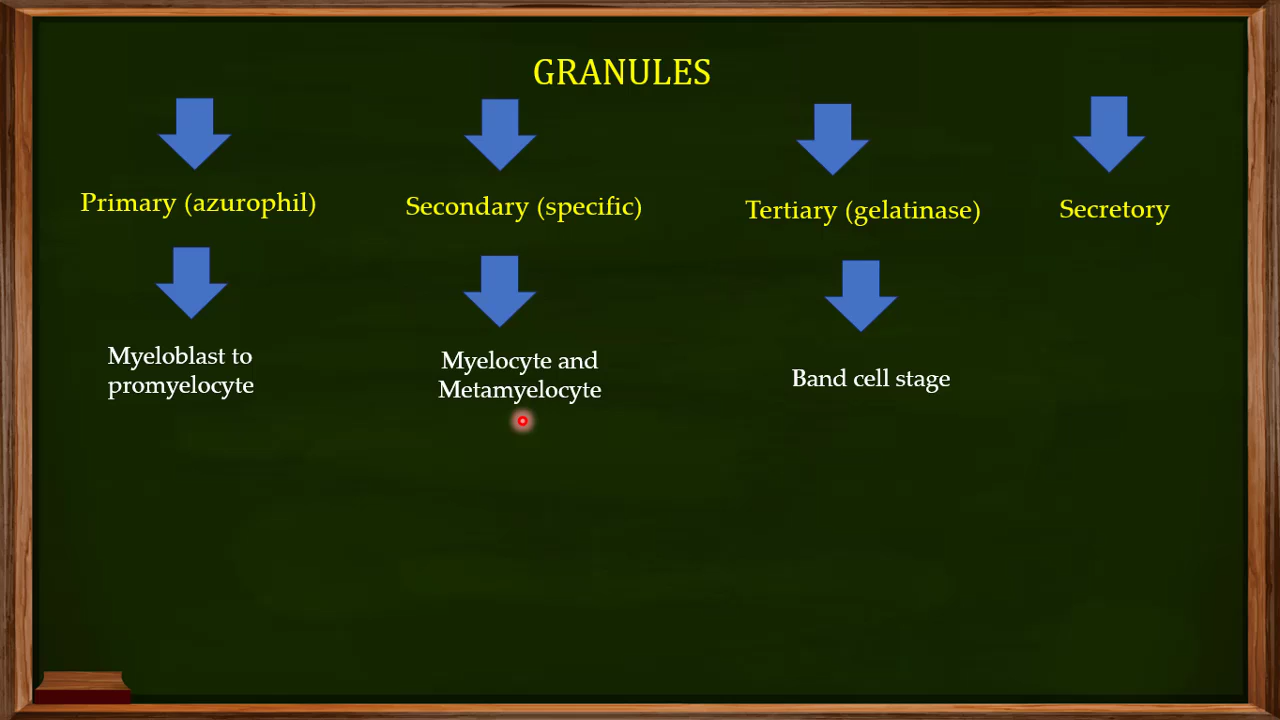 GRANULES
Primary (azurophil)
Secondary (specific)
Tertiary (gelatinase)
Secretory
Myeloblast to
promyelocyte
Myelocyte and
Metamyelocyte
Band cell stage